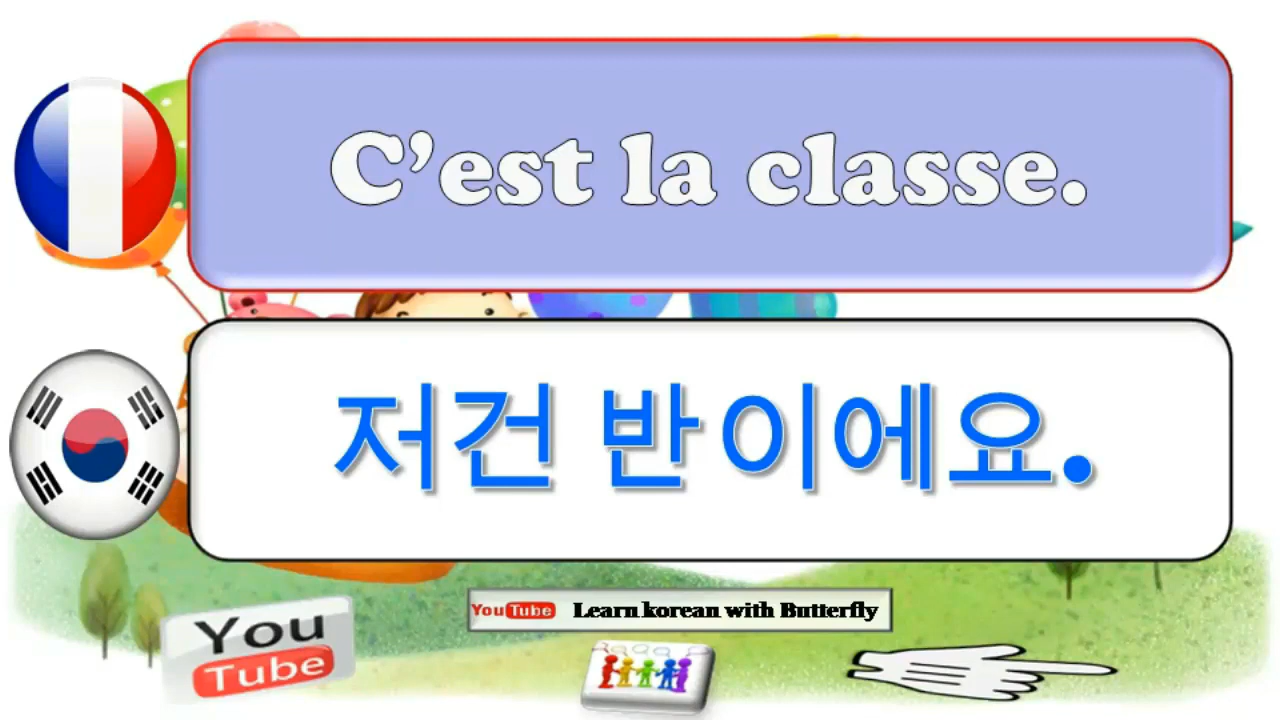 C’est la classe.
저건 반이에요.
YouTube Learn korean with Butterfly
You
Tube